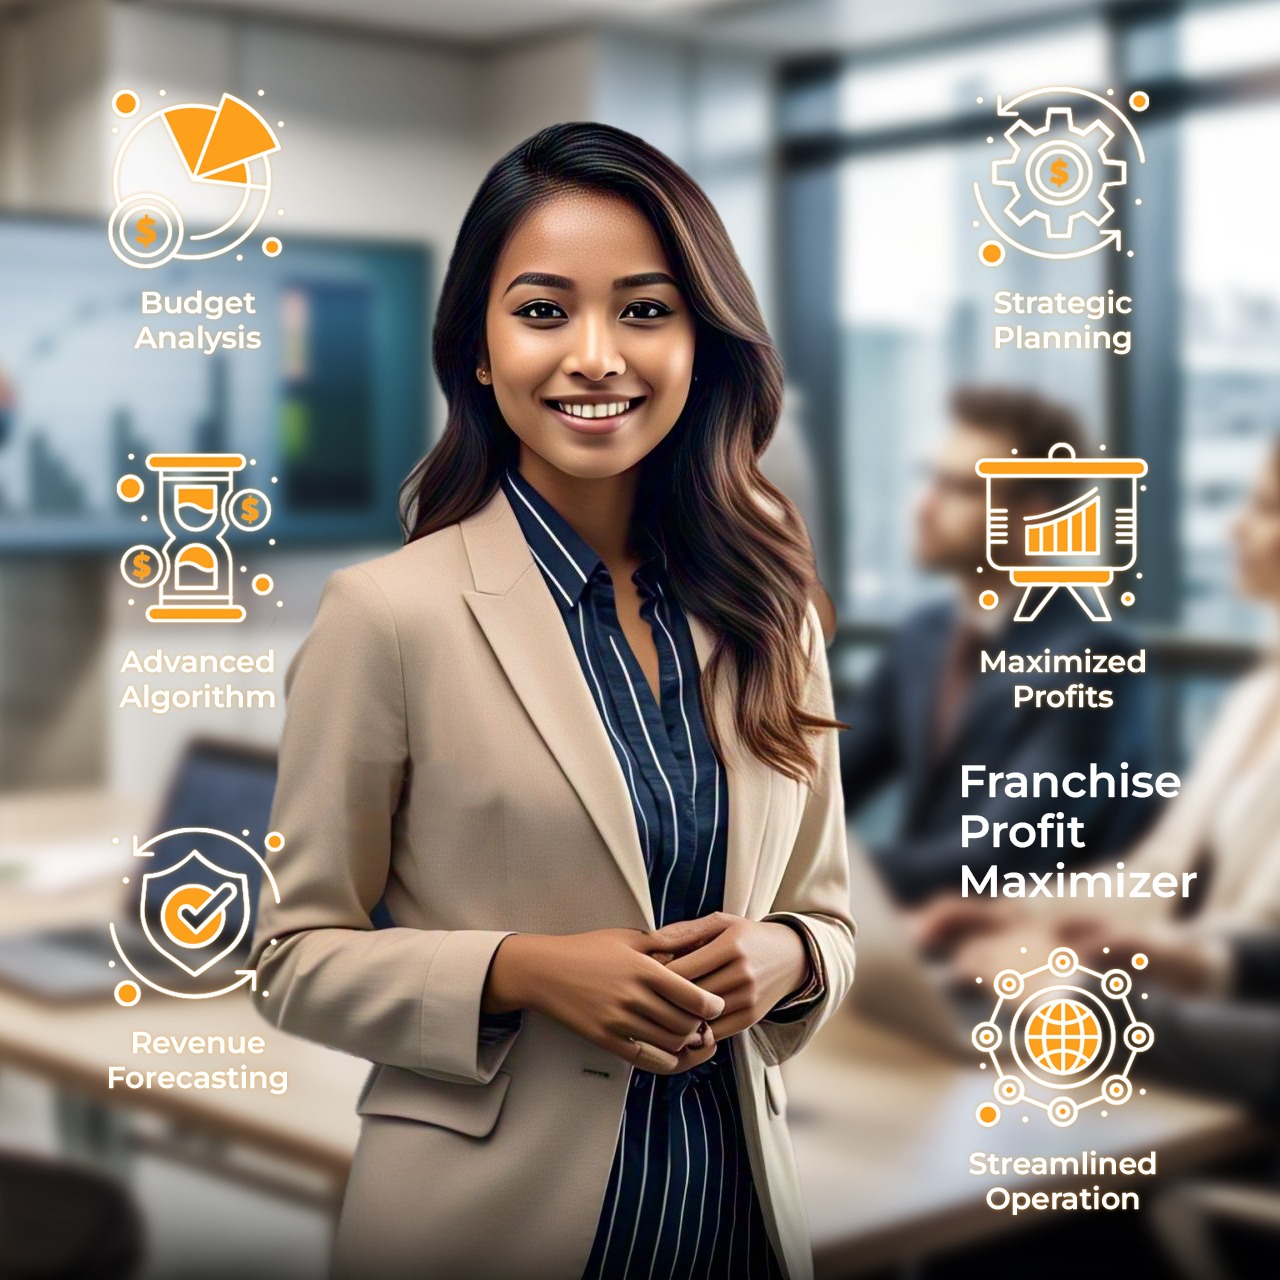 Budget
Analysis
Strategic
Planning
Advanced
Algorithm
Maximized
Profits
Franchise
Profit
Maximizer
Revenue
Forecasting
Streamlined
Operation